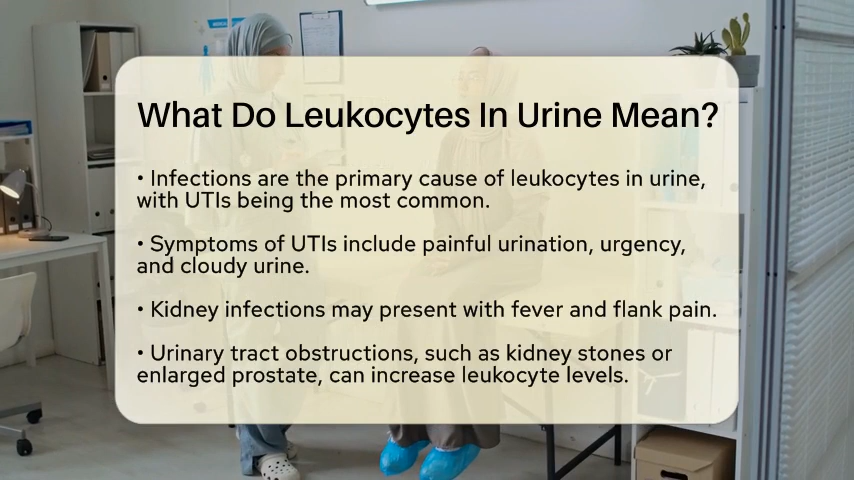 What Do Leukocytes In Urine Mean?
• Infections are the primary cause of leukocytes in urine,
with UTIs being the most common.
• Symptoms of UTIs include painful urination, urgency,
and cloudy urine.
• Kidney infections may present with fever and flank pain.
• Urinary tract obstructions, such as kidney stones or
enlarged prostate, can increase leukocyte levels.